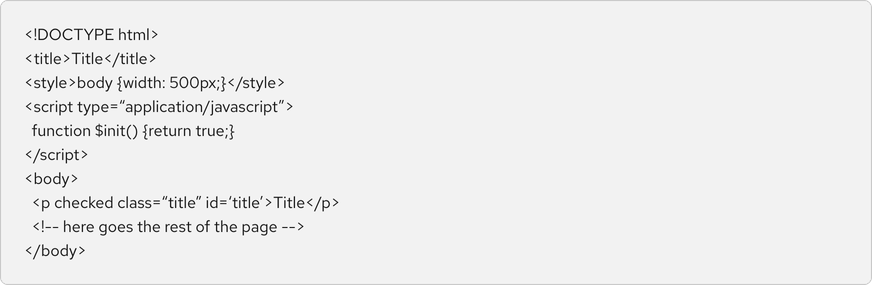 <!DOCTYPE html>
<title>Title</title>
<style>body {width: 500px;}</style>
<script type=“application/javascript”>
  function $init() {return true;}
</script>
<body>
  <p checked class=“title” id=‘title’>Title</p>
  <!-- here goes the rest of the page -->
</body>